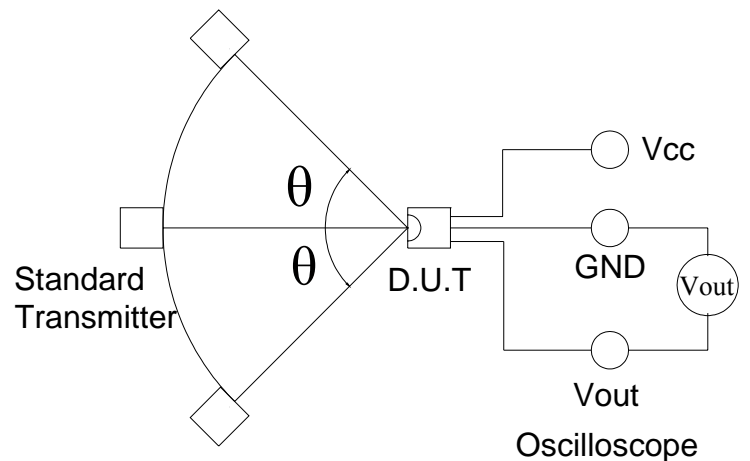 θ
θ
Standard
Transmitter
D.U.T
Vcc
GND
Vout
Vout
Oscilloscope